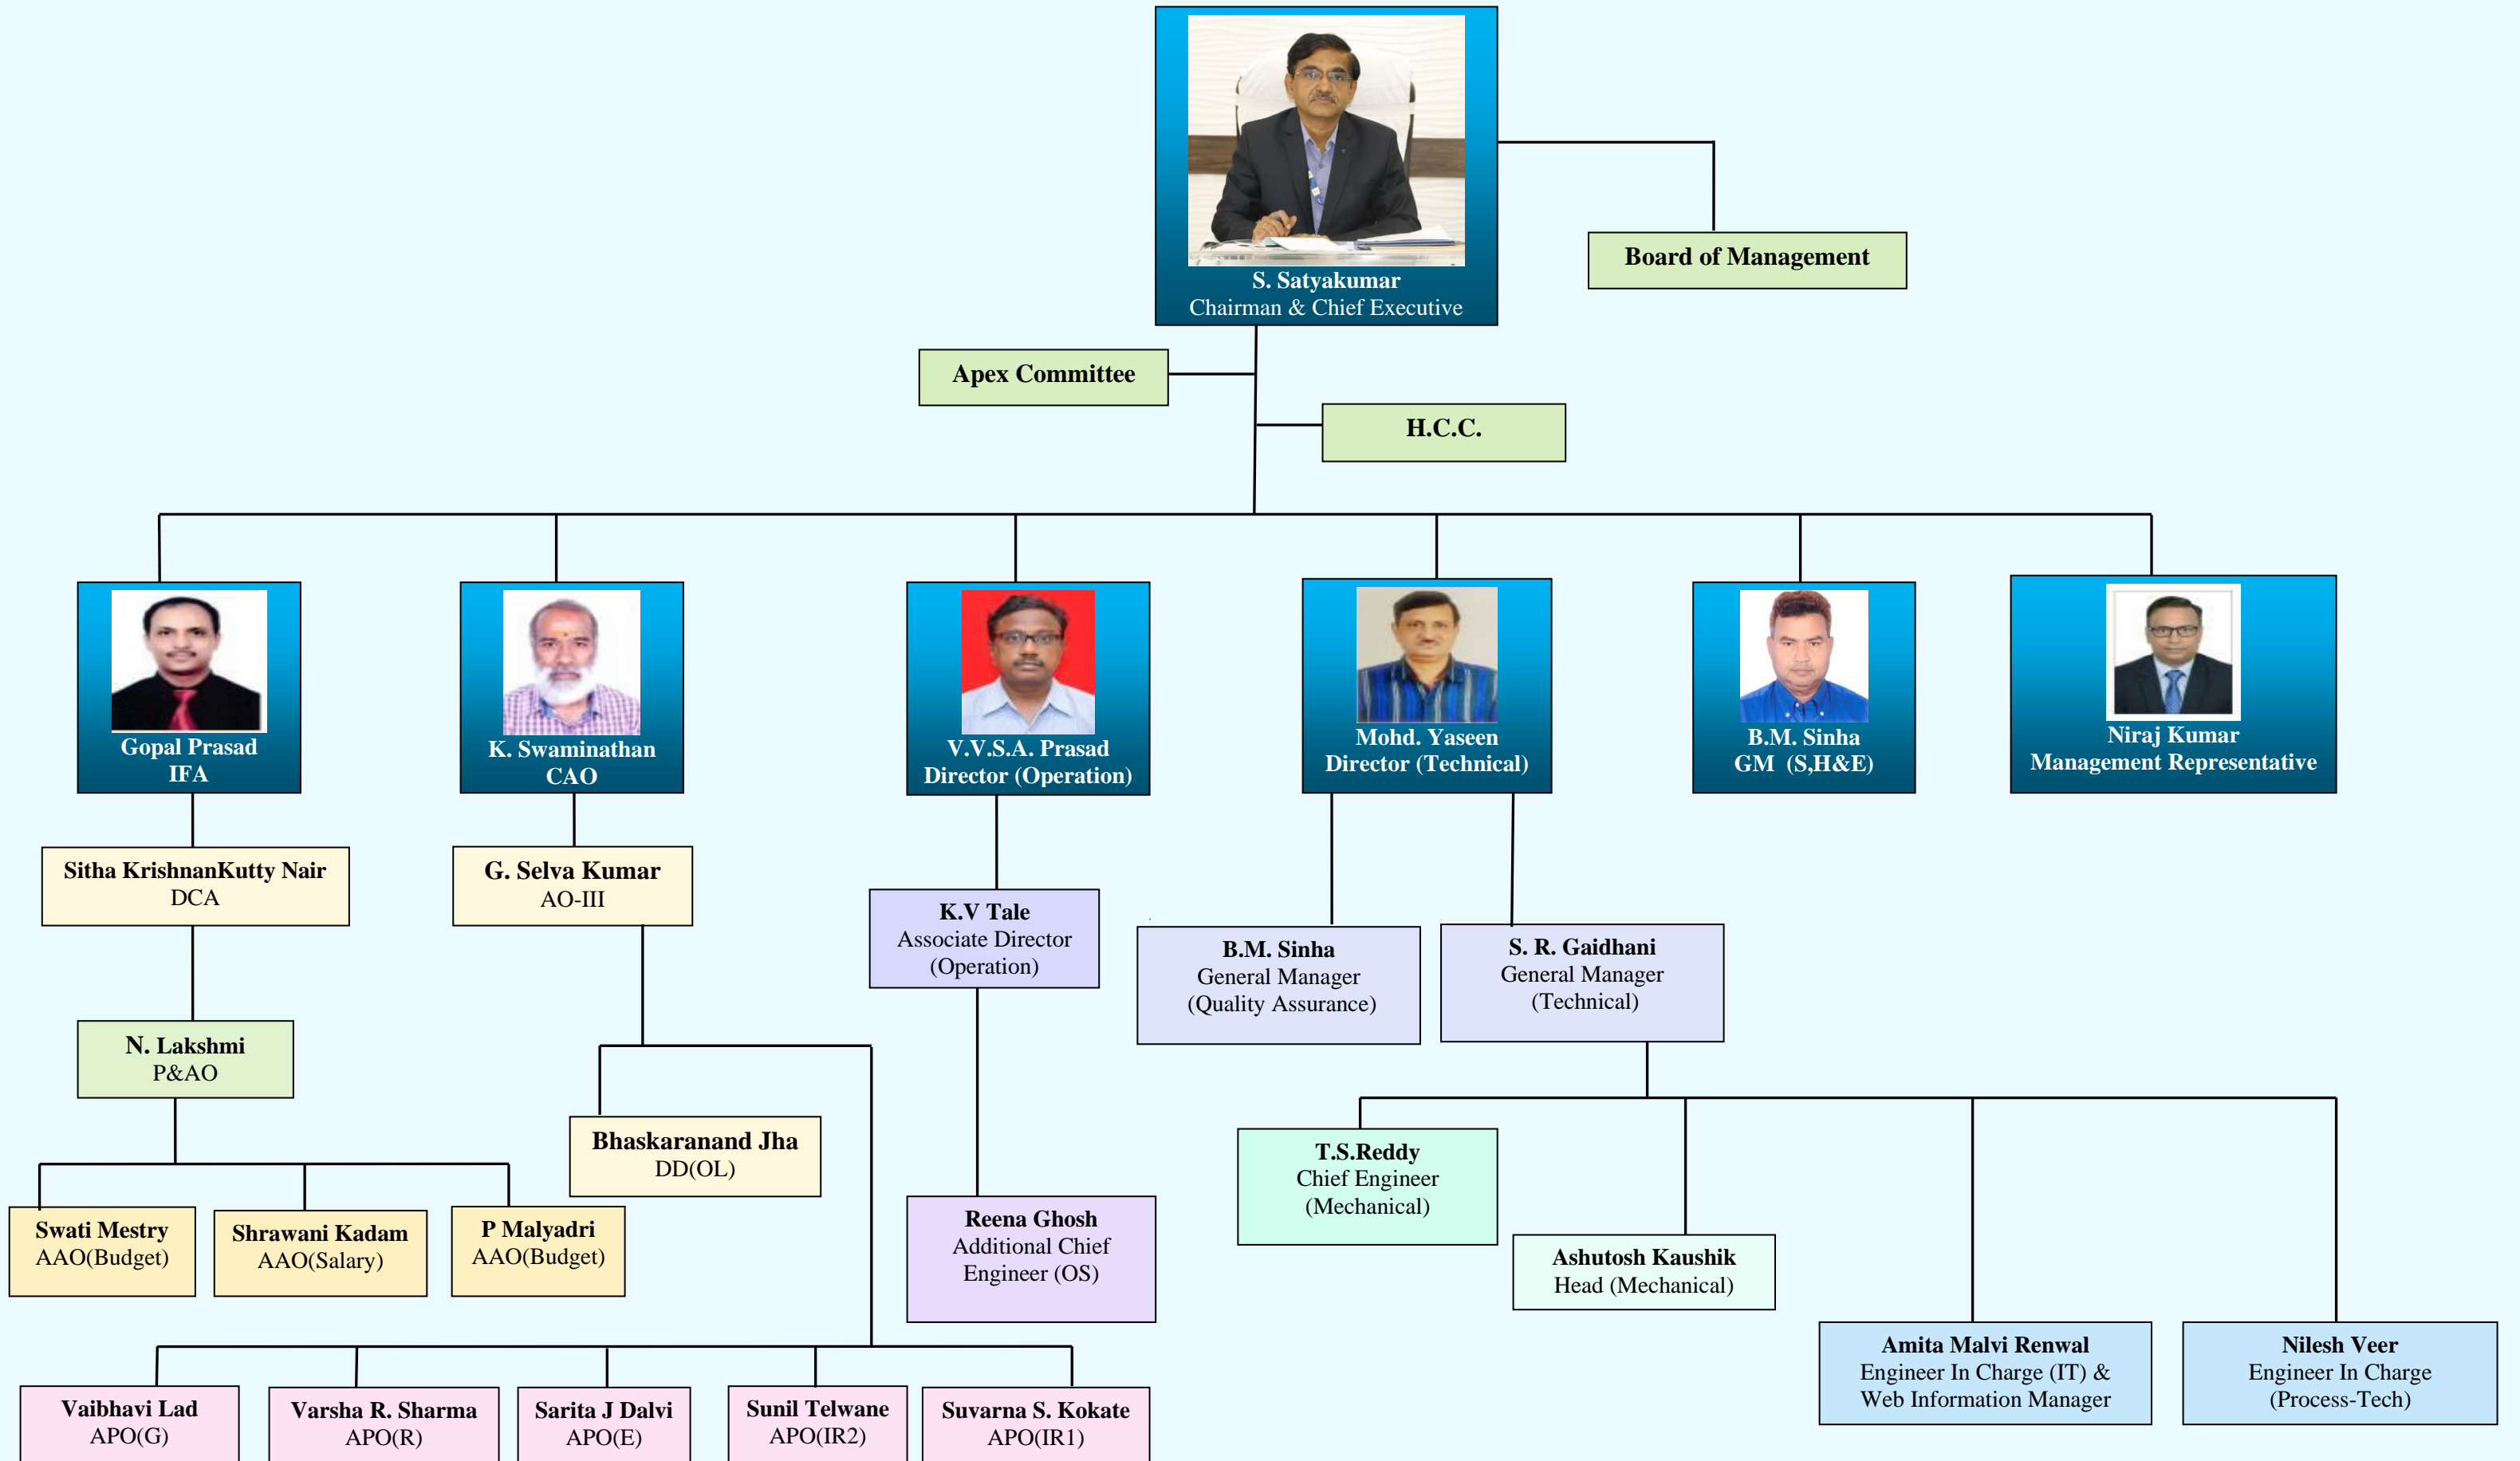 S. Satyakumar
Chairman & Chief Executive
Board of Management
Apex Committee
H.C.C.
Gopal Prasad
IFA
K. Swaminathan
CAO
V.V.S.A. Prasad
Director (Operation)
Mohd. Yaseen
Director (Technical)
B.M. Sinha
GM (S,H&E)
Niraj Kumar
Management Representative
Sitha KrishnanKutty Nair
DCA
G. Selva Kumar
AO-III
K.V Tale
Associate Director
(Operation)
B.M. Sinha
General Manager
(Quality Assurance)
S. R. Gaidhani
General Manager
(Technical)
N. Lakshmi
P&AO
Bhaskaranand Jha
DD(OL)
T.S.Reddy
Chief Engineer
(Mechanical)
Swati Mestry
AAO(Budget)
Shrawani Kadam
AAO(Salary)
P Malyadri
AAO(Budget)
Reena Ghosh
Additional Chief
Engineer (OS)
Ashutosh Kaushik
Head (Mechanical)
Amita Malvi Renwal
Engineer In Charge (IT) &
Web Information Manager
Nilesh Veer
Engineer In Charge
(Process-Tech)
Vaibhavi Lad
APO(G)
Varsha R. Sharma
APO(R)
Sarita J Dalvi
APO(E)
Sunil Telwane
APO(IR2)
Suvarna S. Kokate
APO(IR1)